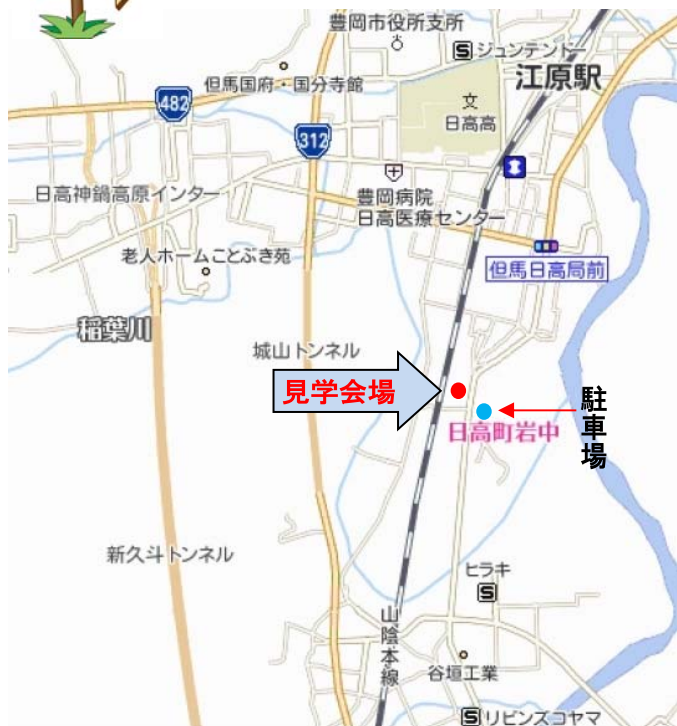 豊岡市役所支所
S ジュンテンドー
江原駅
但馬国府・国分寺館
482
文
日高高
312
日高神鍋高原インター
豊岡病院
日高医療センター
老人ホームことぶき苑
但馬日高局前
稲葉川
城山トンネル
見学会場
駐車場
日高町岩中
新久斗トンネル
ヒラキ
S
山陰本線
谷垣工業
S リビンズコヤマ